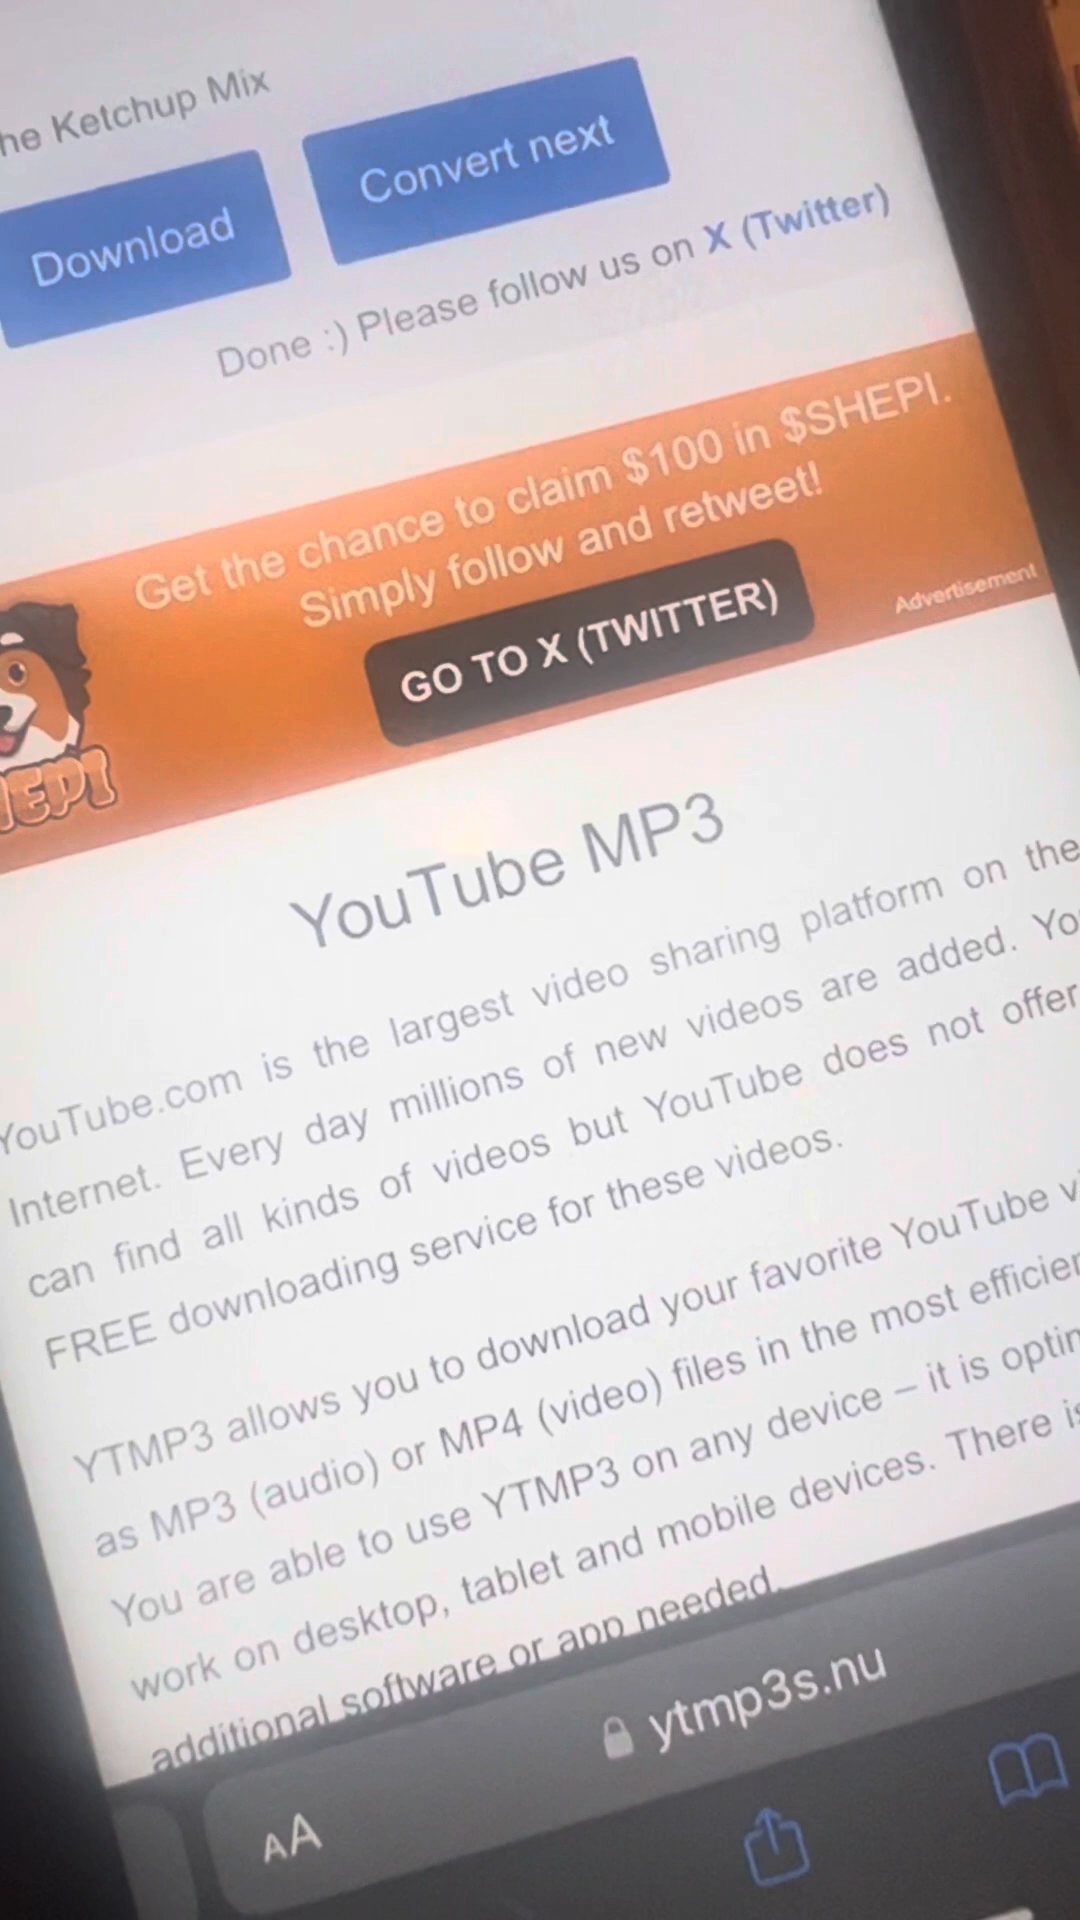 he Ketchup Mix
Download
Convert next
Done :) Please follow us on X (Twitter)
Get the chance to claim $100 in $SHEPI.
Simply follow and retweet!
GO TO X (TWITTER)
Advertisement
HEPI
YouTube MP3
YouTube.com is the largest video sharing platform on the
Internet. Every day millions of new videos are added. Yo
can find all kinds of videos but YouTube does not offer
FREE downloading service for these videos.
YTMP3 allows you to download your favorite YouTube v
as MP3 (audio) or MP4 (video) files in the most efficien
You are able to use YTMP3 on any device – it is optim
work on desktop, tablet and mobile devices. There is
additional software or app needed.
ytmp3s.nu
AA